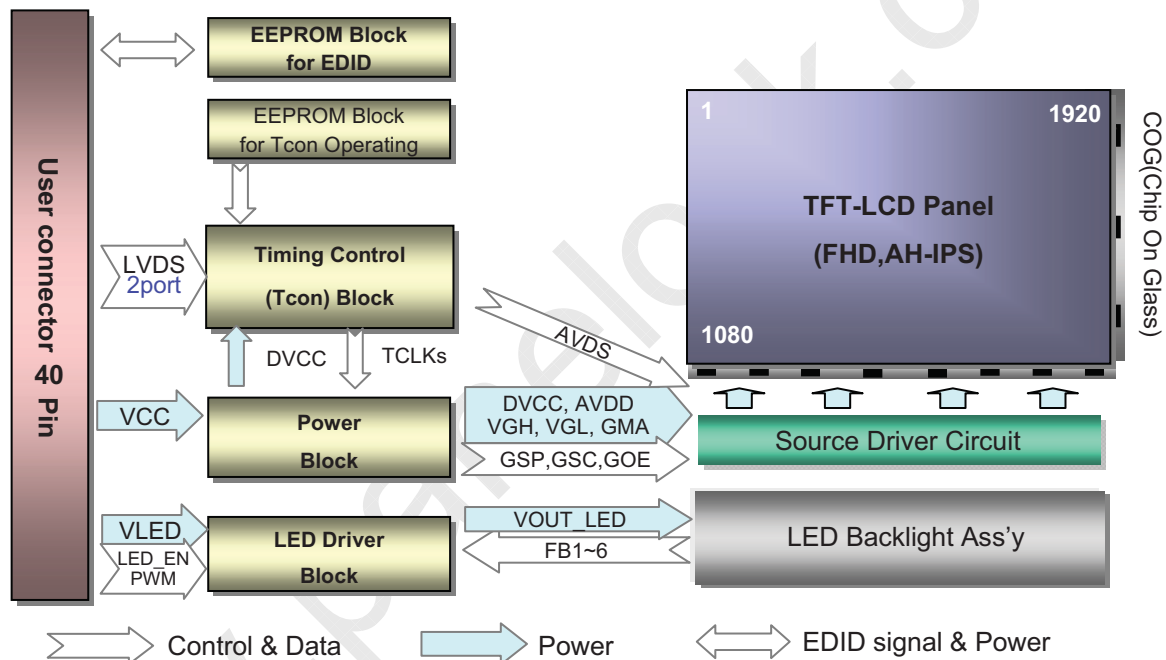 User connector 40 Pin
EEPROM Block
for EDID
EEPROM Block
for Tcon Operating
LVDS
2port
Timing Control
(Tcon) Block
DVCC
TCLKs
AVDS
VCC
Power
Block
DVCC, AVDD
VGH, VGL, GMA
GSP,GSC,GOE
VLED
LED_EN
PWM
LED Driver
Block
VOUT_LED
FB1~6
1
1920
TFT-LCD Panel
(FHD,AH-IPS)
1080
COG(Chip On Glass)
Source Driver Circuit
LED Backlight Ass'y
Control & Data
Power
EDID signal & Power